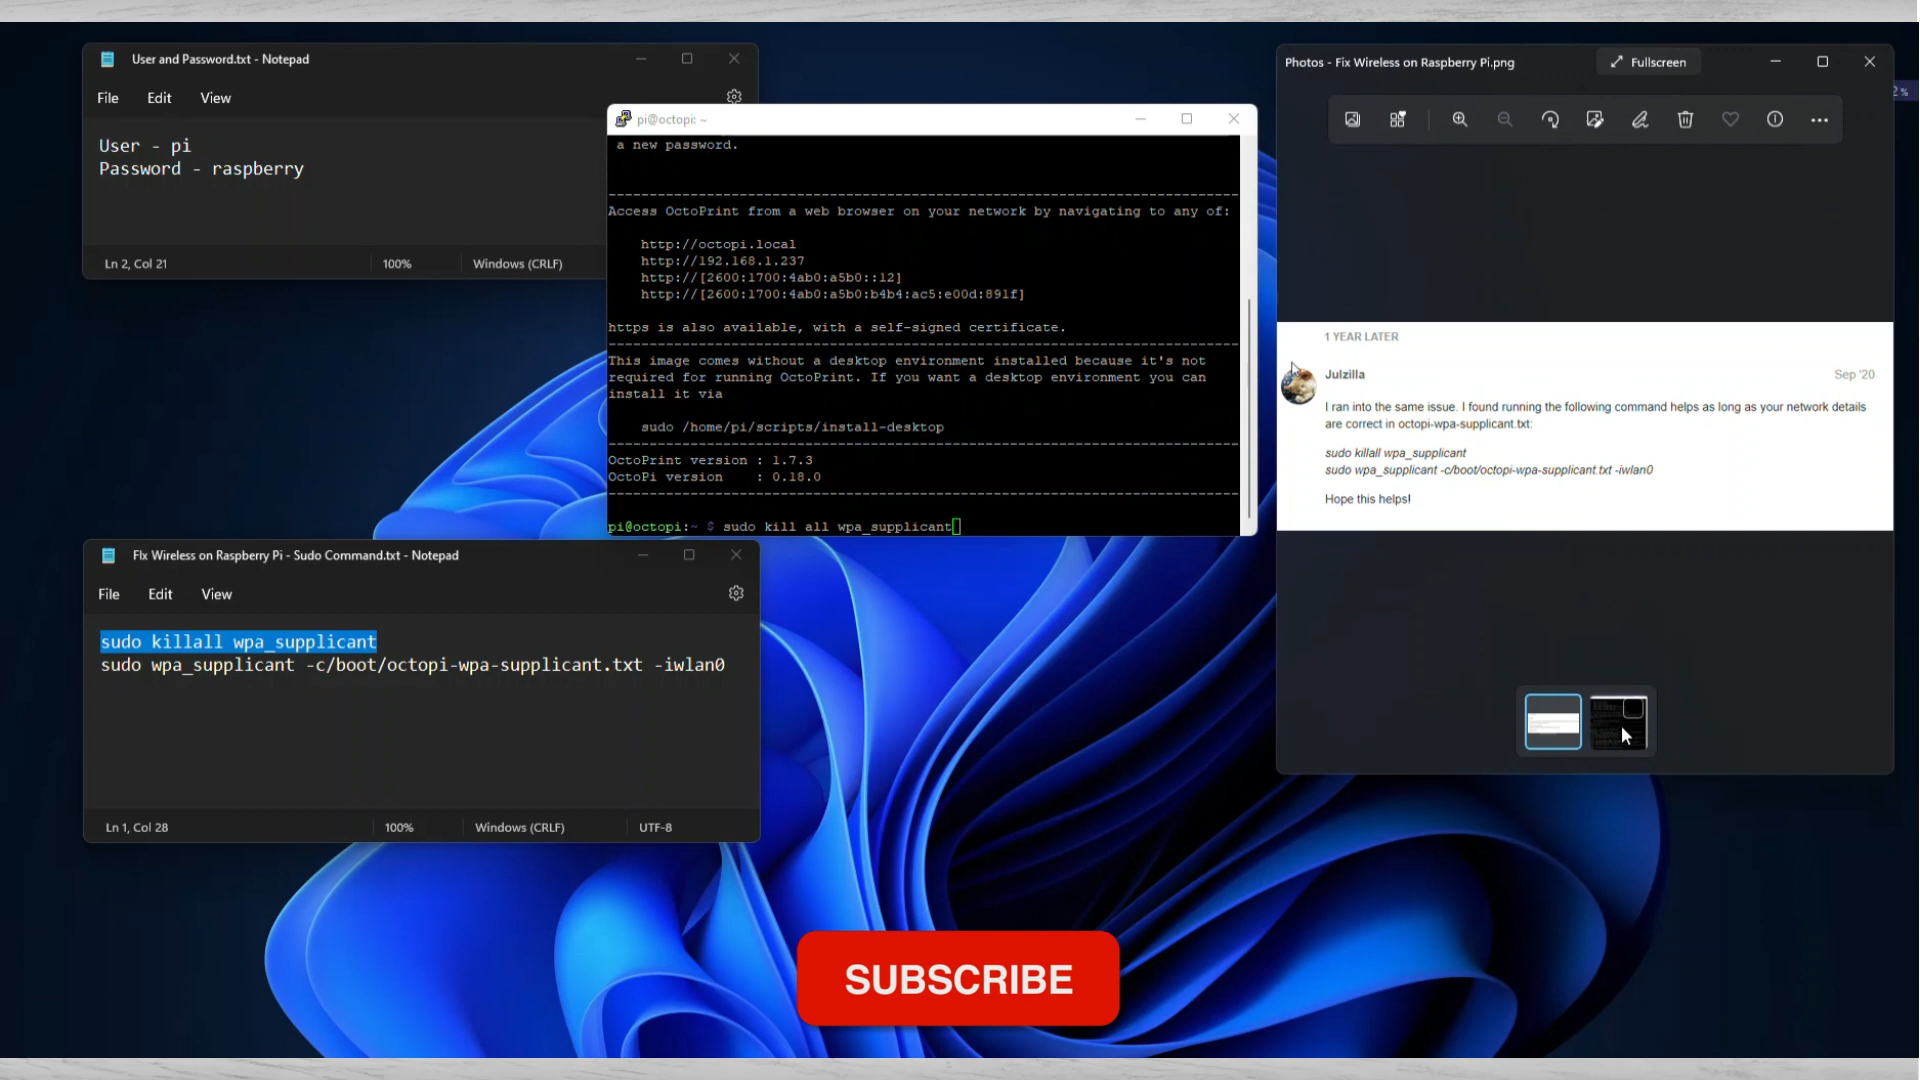 User and Password.txt - Notepad
File Edit View
User - pi
Password - raspberry
Ln 2, Col 21 100% Windows (CRLF)
pi@octopi: ~
a new password.
--------------------------------------------------------------------------------
Access OctoPrint from a web browser on your network by navigating to any of:
http://octopi.local
http://192.168.1.237
http://[2600:1700:4ab0:a5b0::12]
http://[2600:1700:4ab0:a5b0:b4b4:ac5:e00d:891f]
https is also available, with a self-signed certificate.
--------------------------------------------------------------------------------
This image comes without a desktop environment installed because it's not
required for running OctoPrint. If you want a desktop environment you can
install it via
sudo /home/pi/scripts/install-desktop
--------------------------------------------------------------------------------
OctoPrint version : 1.7.3
OctoPi version : 0.18.0
--------------------------------------------------------------------------------
pi@octopi:~ $ sudo kill all wpa_supplicant
Photos - Fix Wireless on Raspberry Pi.png
Fullscreen
2%
1 YEAR LATER
Julzilla Sep '20
I ran into the same issue. I found running the following command helps as long as your network details
are correct in octopi-wpa-supplicant.txt:
sudo killall wpa_supplicant
sudo wpa_supplicant -c/boot/octopi-wpa-supplicant.txt -iwlan0
Hope this helps!
FIx Wireless on Raspberry Pi - Sudo Command.txt - Notepad
File Edit View
sudo killall wpa_supplicant
sudo wpa_supplicant -c/boot/octopi-wpa-supplicant.txt -iwlan0
Ln 1, Col 28 100% Windows (CRLF) UTF-8
SUBSCRIBE